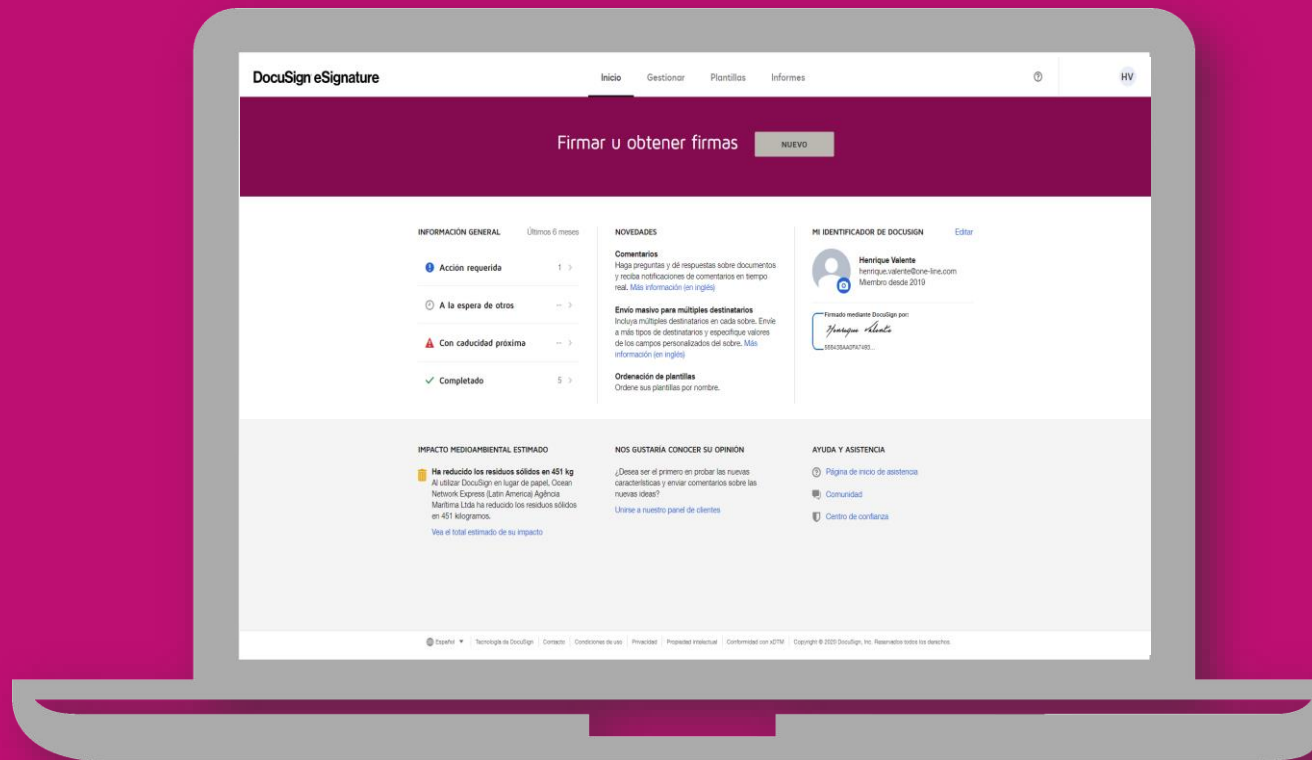 DocuSign eSignature
Inicio Gestionar Plantillas Informes
HV
Firmar u obtener firmas
NUEVO
INFORMACIÓN GENERAL Últimos 6 meses
Acción requerida 1
A la espera de otros --
Con caducidad próxima --
Completado 5
NOVEDADES
Comentarios
Haga preguntas y dé respuestas sobre documentos
y reciba notificaciones de comentarios en tiempo
real. Más información (en inglés)
Envío masivo para múltiples destinatarios
Incluya múltiples destinatarios en cada sobre. Envíe
a más tipos de destinatarios y especifique valores
de los campos personalizados del sobre. Más
información (en inglés)
Ordenación de plantillas
Ordene sus plantillas por nombre.
MI IDENTIFICADOR DE DOCUSIGN Editar
Henrique Valente
henrique.valente@one-line.com
Miembro desde 2019
Firmado mediante DocuSign por:
Henrique Valente
IMPACTO MEDIOAMBIENTAL ESTIMADO
Ha reducido los residuos sólidos en 451 kg
Al utilizar DocuSign en lugar de papel, Ocean
Network Express (Latin America) Agência
Marítima Ltda ha reducido los residuos sólidos
en 451 kilogramos.
Vea el total estimado de su impacto
NOS GUSTARÍA CONOCER SU OPINIÓN
¿Desea ser el primero en probar las nuevas
características y enviar comentarios sobre las
nuevas ideas?
Unirse a nuestro panel de clientes
AYUDA Y ASISTENCIA
Página de inicio de asistencia
Comunidad
Centro de confianza
Español Tecnología de DocuSign Contacto Condiciones de uso Privacidad Propiedad intelectual Conformidad con xDTM Copyright © 2020 DocuSign, Inc. Reservados todos los derechos.